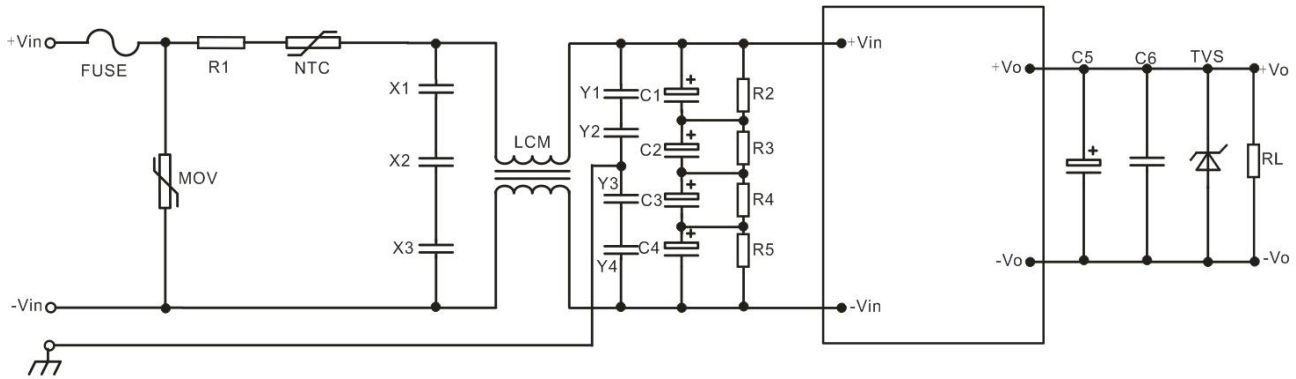 +Vin
FUSE
R1
NTC
MOV
X1
X2
X3
-Vin
LCM
Y1
Y2
Y3
Y4
C1
C2
C3
C4
R2
R3
R4
R5
+Vin
-Vin
+Vo
-Vo
C5
C6
TVS
+Vo
RL
-Vo